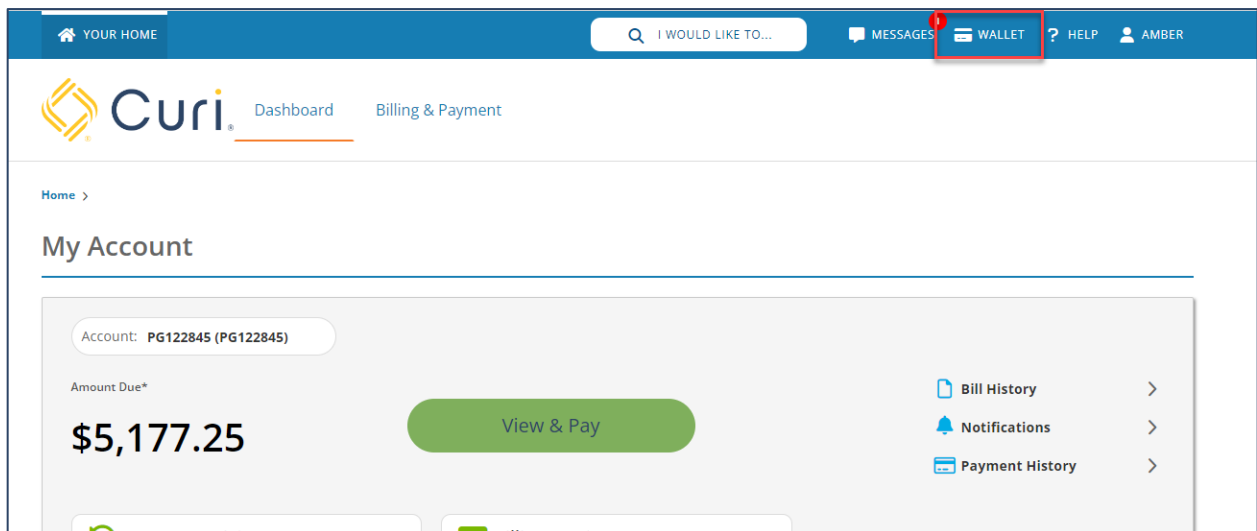 YOUR HOME
I WOULD LIKE TO...
MESSAGES
WALLET
? HELP
AMBER
Curi®
Dashboard
Billing & Payment
Home >
My Account
Account: PG122845 (PG122845)
Amount Due*
$5,177.25
View & Pay
Bill History
Notifications
Payment History